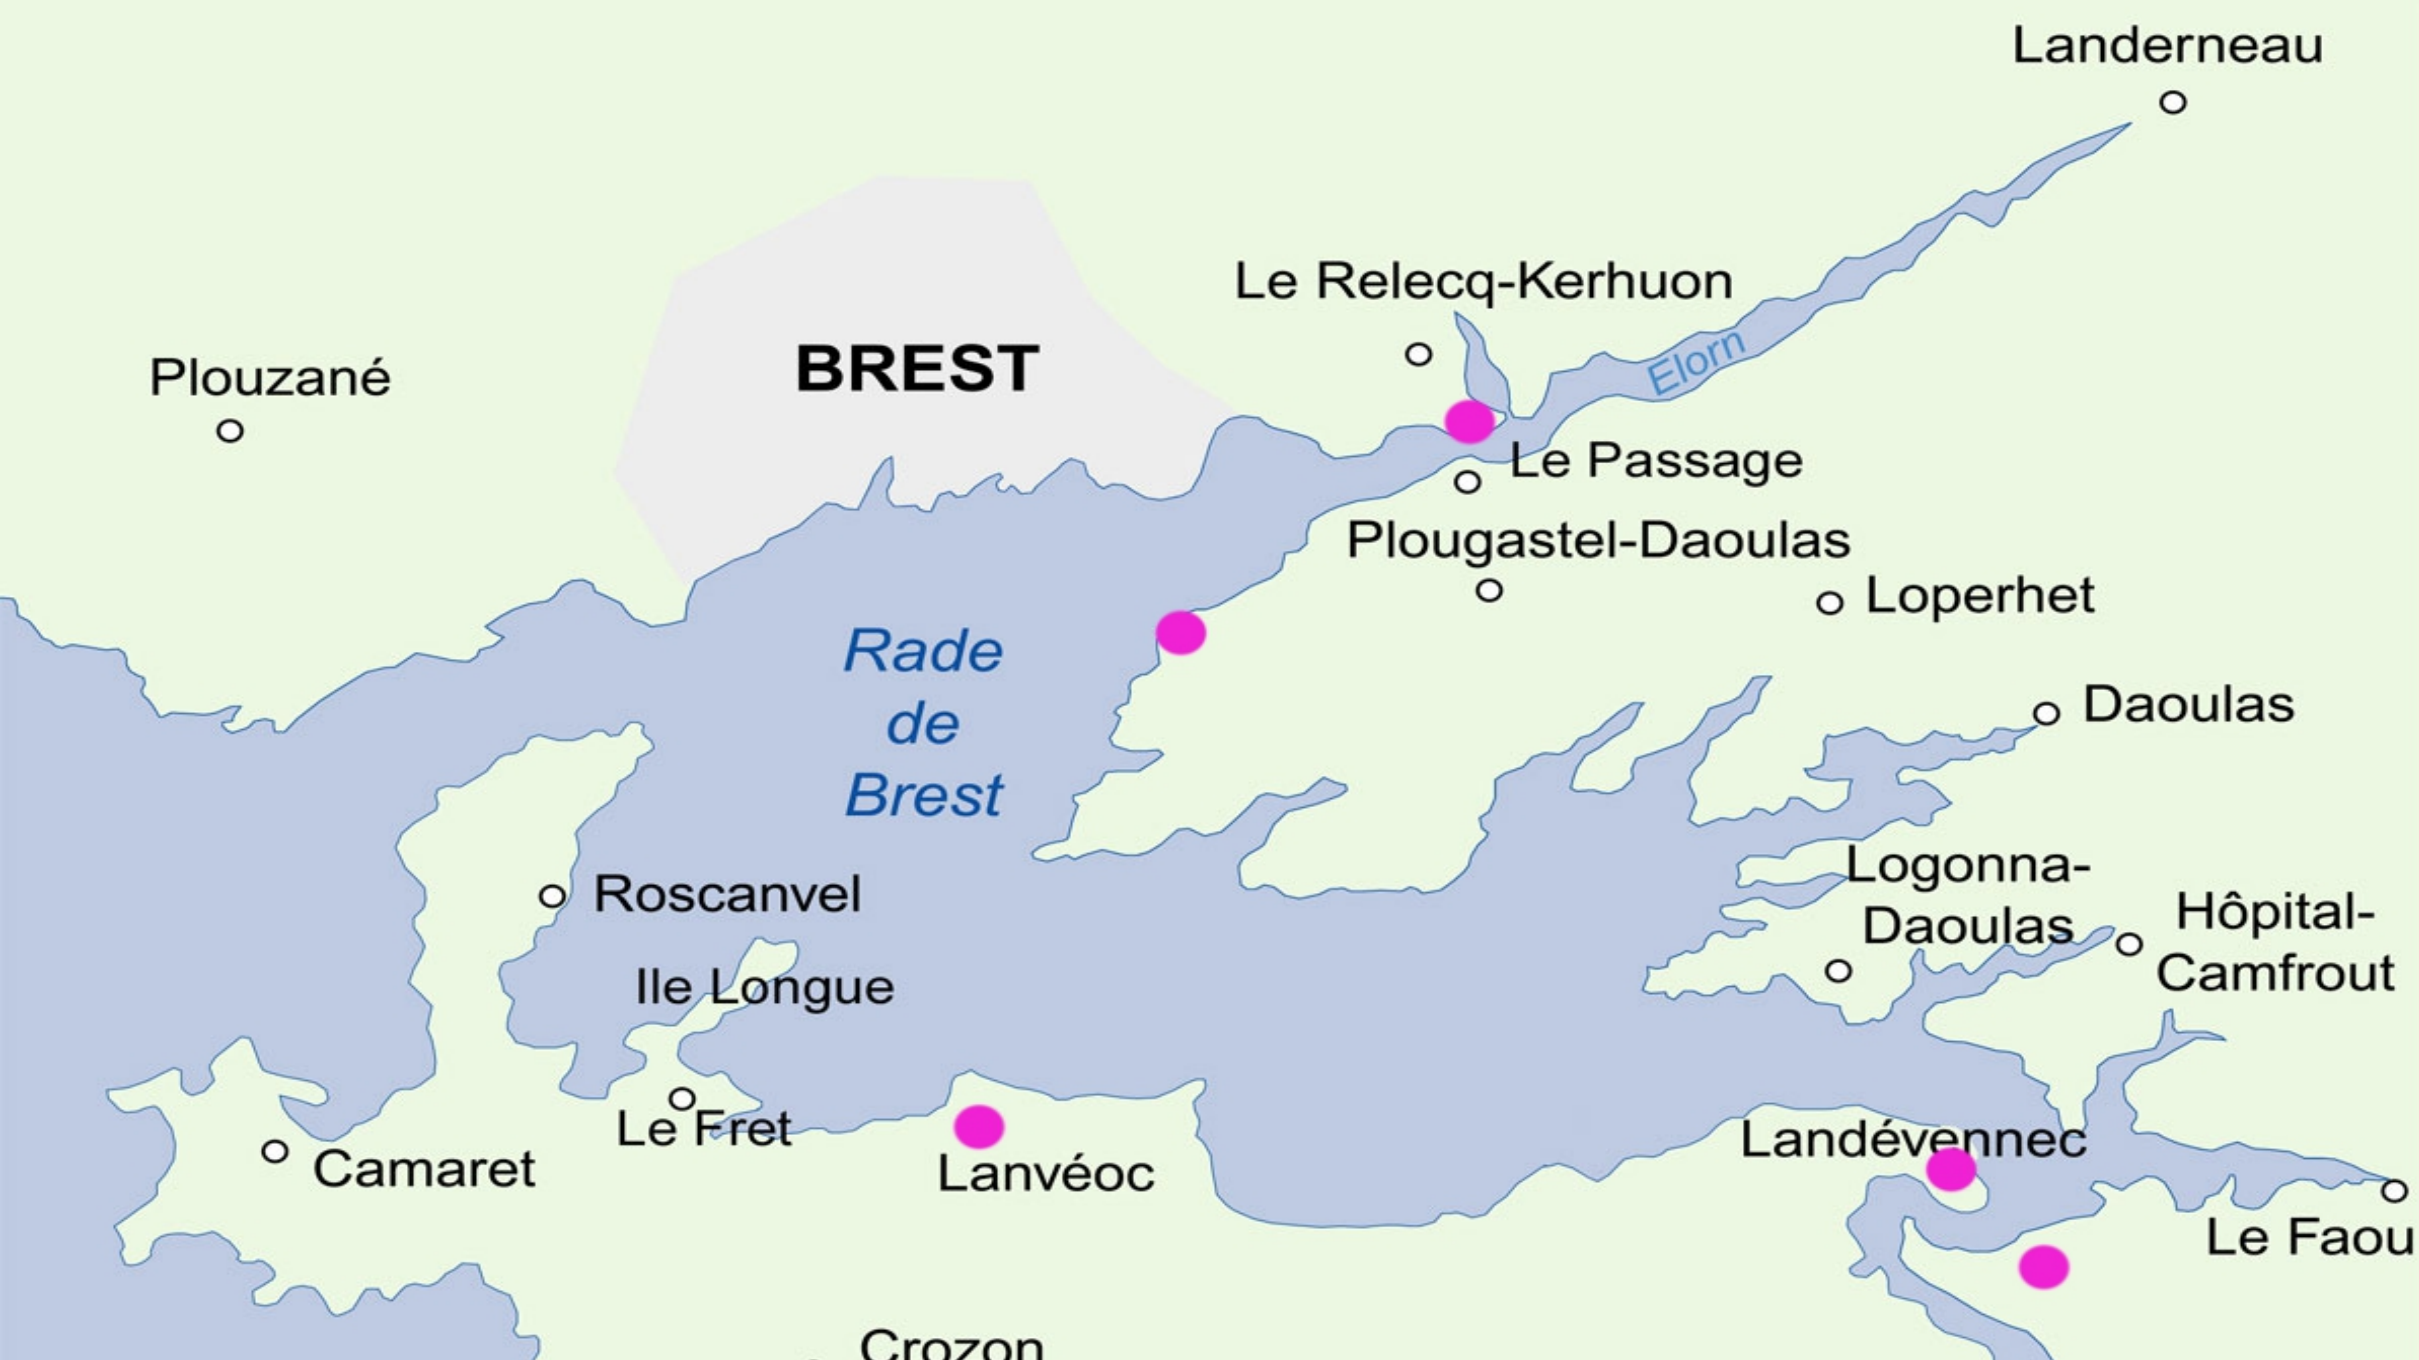 Landerneau
Le Relecq-Kerhuon
BREST
Elorn
Plouzané
Le Passage
Plougastel-Daoulas
Loperhet
Rade
de
Brest
Daoulas
Logonna-
Daoulas
Roscanvel
Hôpital-
Camfrout
Ile Longue
Le Fret
Landévennec
Camaret
Lanvéoc
Le Faou
Crozon